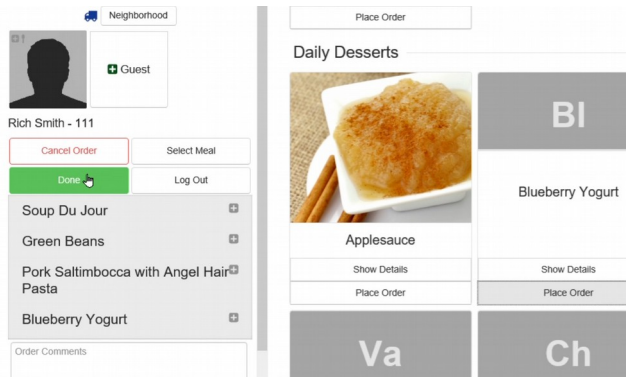 Neighborhood
Guest
Rich Smith - 111
Cancel Order
Select Meal
Done
Log Out
Soup Du Jour
Green Beans
Pork Saltimbocca with Angel Hair
Pasta
Blueberry Yogurt
Order Comments
Place Order
Daily Desserts
Applesauce
Show Details
Place Order
Bl
Blueberry Yogurt
Show Details
Place Order
Va
Ch